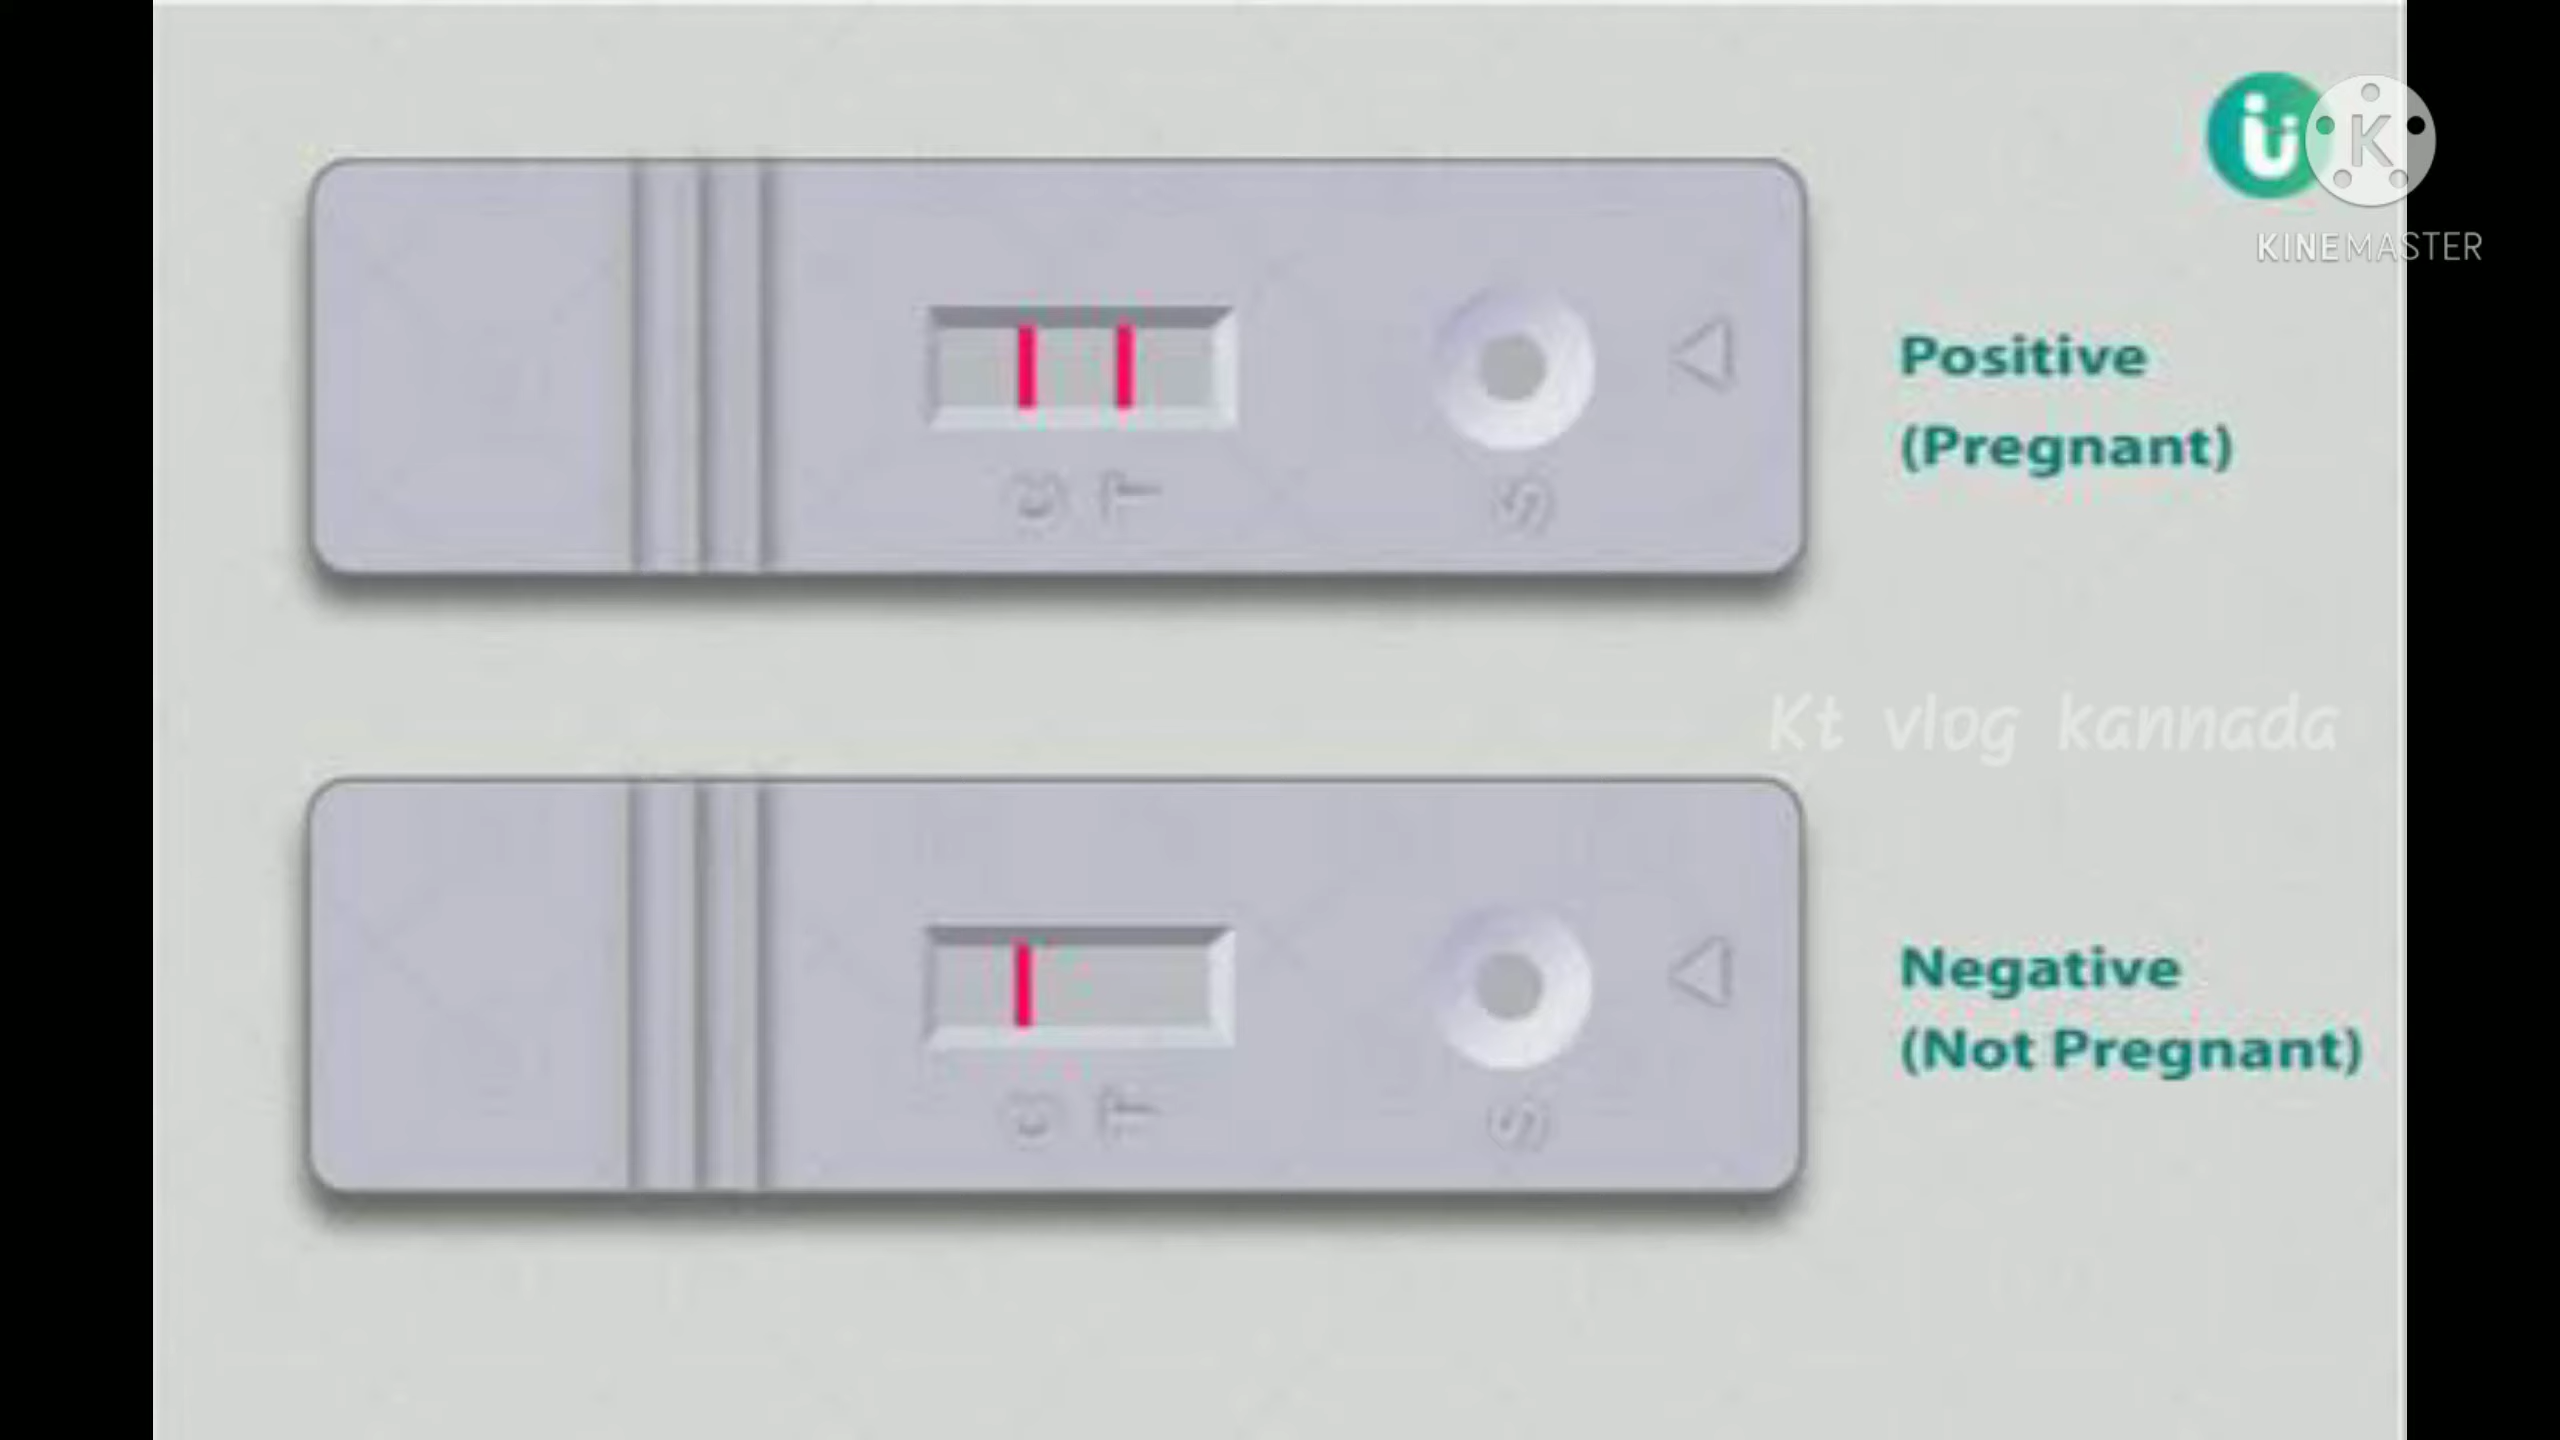 K
KINEMASTER
Positive
(Pregnant)
C T S
Kt vlog kannada
Negative
(Not Pregnant)
C T S